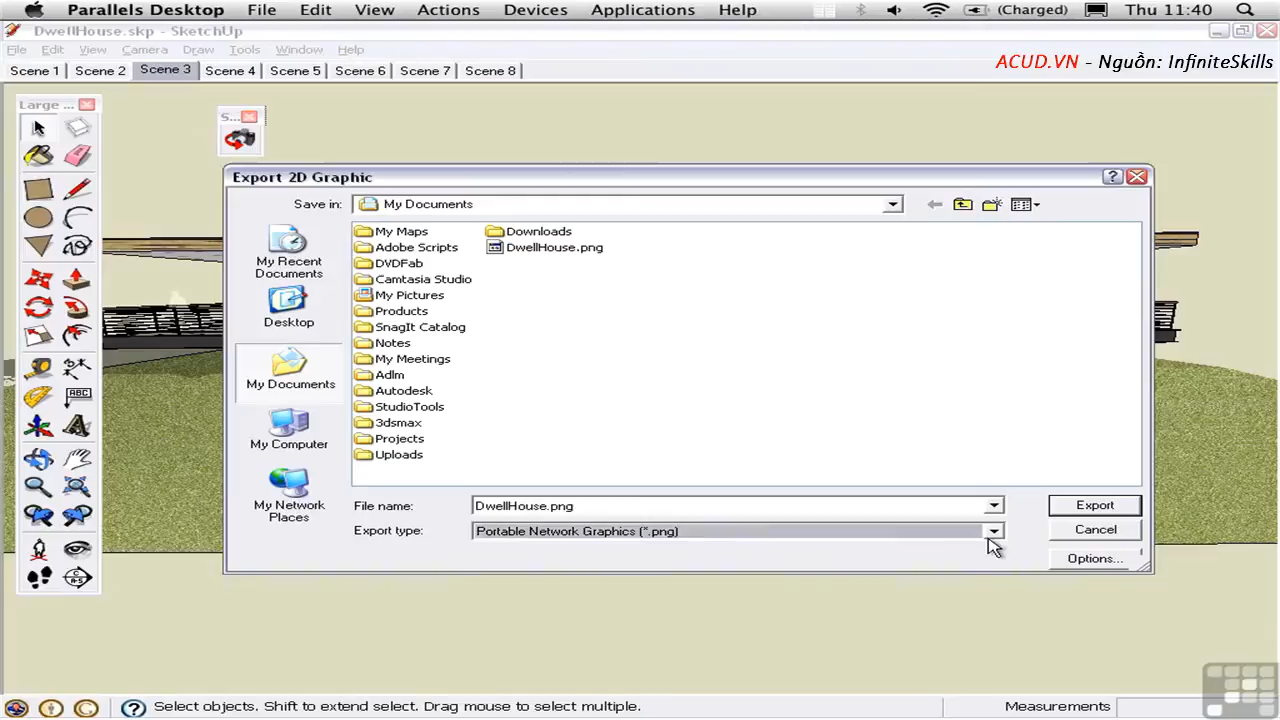 Parallels Desktop File Edit View Actions Devices Applications Help (Charged) Thu 11:40
DwellHouse.skp - SketchUp
File Edit View Camera Draw Tools Window Help
ACUD.VN - Nguồn: InfiniteSkills
Scene 1 Scene 2 Scene 3 Scene 4 Scene 5 Scene 6 Scene 7 Scene 8
Large ...
S...
Export 2D Graphic
Save in: My Documents
My Recent Documents
Desktop
My Documents
My Computer
My Network Places
My Maps
Adobe Scripts
DVDFab
Camtasia Studio
My Pictures
Products
SnagIt Catalog
Notes
My Meetings
Adlm
Autodesk
StudioTools
3dsmax
Projects
Uploads
Downloads
DwellHouse.png
ABC
File name: DwellHouse.png Export
Export type: Portable Network Graphics (*.png) Cancel
Options...
Select objects. Shift to extend select. Drag mouse to select multiple. Measurements